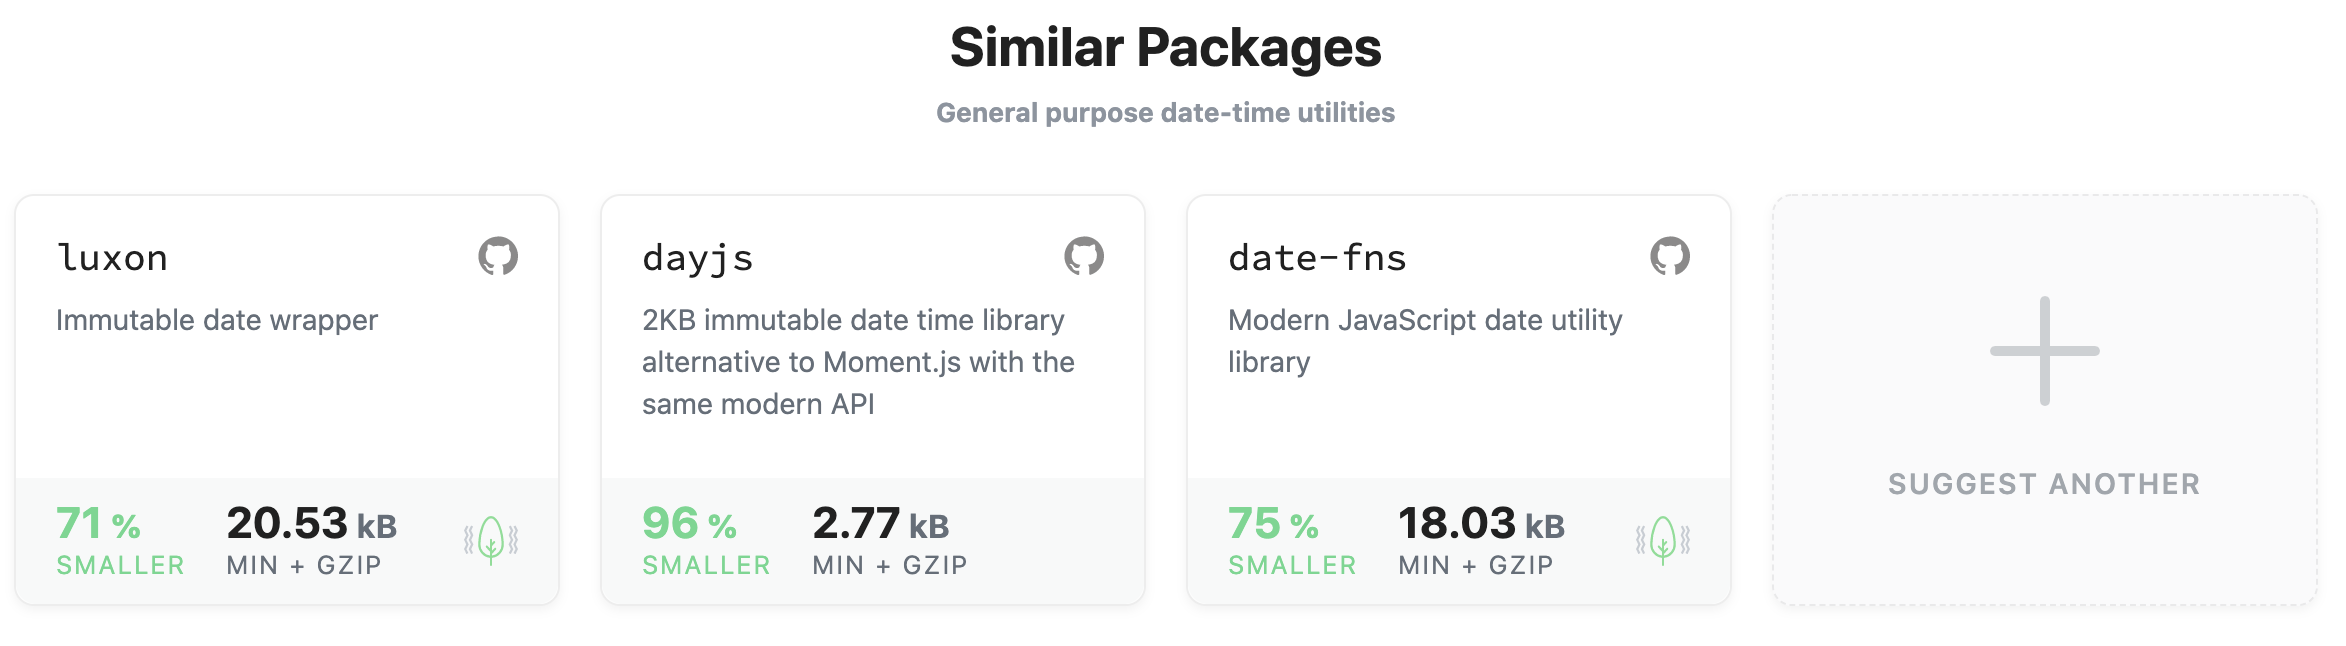 Similar Packages
General purpose date-time utilities
luxon
Immutable date wrapper
71 %
SMALLER
20.53 kB
MIN + GZIP
dayjs
2KB immutable date time library
alternative to Moment.js with the
same modern API
96 %
SMALLER
2.77 kB
MIN + GZIP
date-fns
Modern JavaScript date utility
library
75 %
SMALLER
18.03 kB
MIN + GZIP
SUGGEST ANOTHER